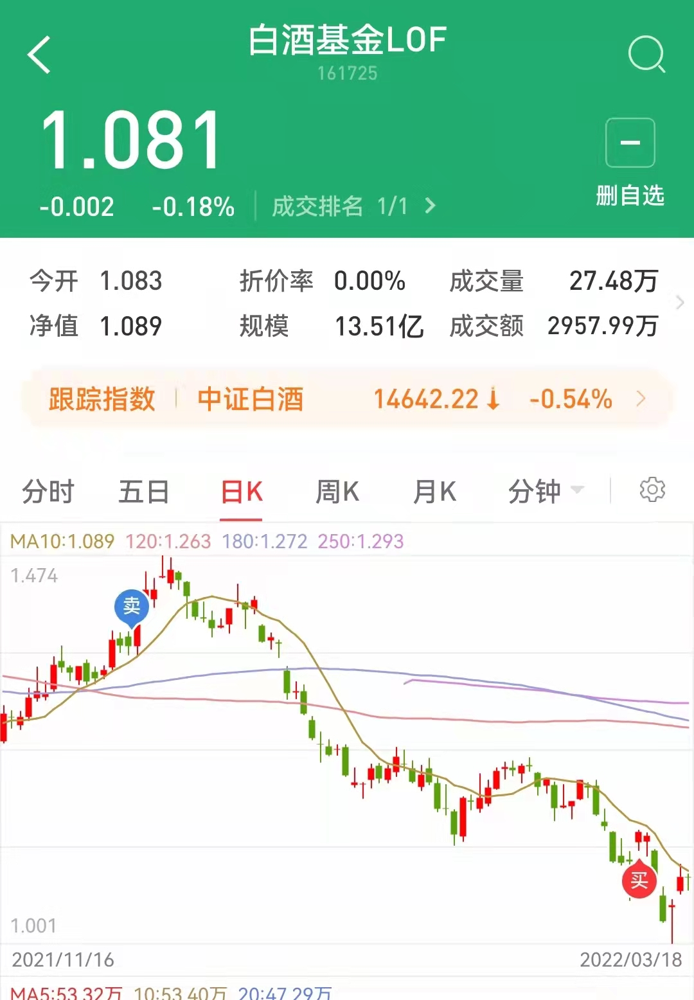 白酒基金LOF
161725
1.081
-0.002 -0.18% 成交排名 1/1
删自选
今开 1.083 折价率 0.00% 成交量 27.48万
净值 1.089 规模 13.51亿 成交额 2957.99万
跟踪指数 中证白酒 14642.22↓ -0.54%
分时 五日 日K 周K 月K 分钟
MA10:1.089 120:1.263 180:1.272 250:1.293
1.474
卖
买
1.001
2021/11/16 2022/03/18
MA5:53.32万 10:53.40万 20:47.29万